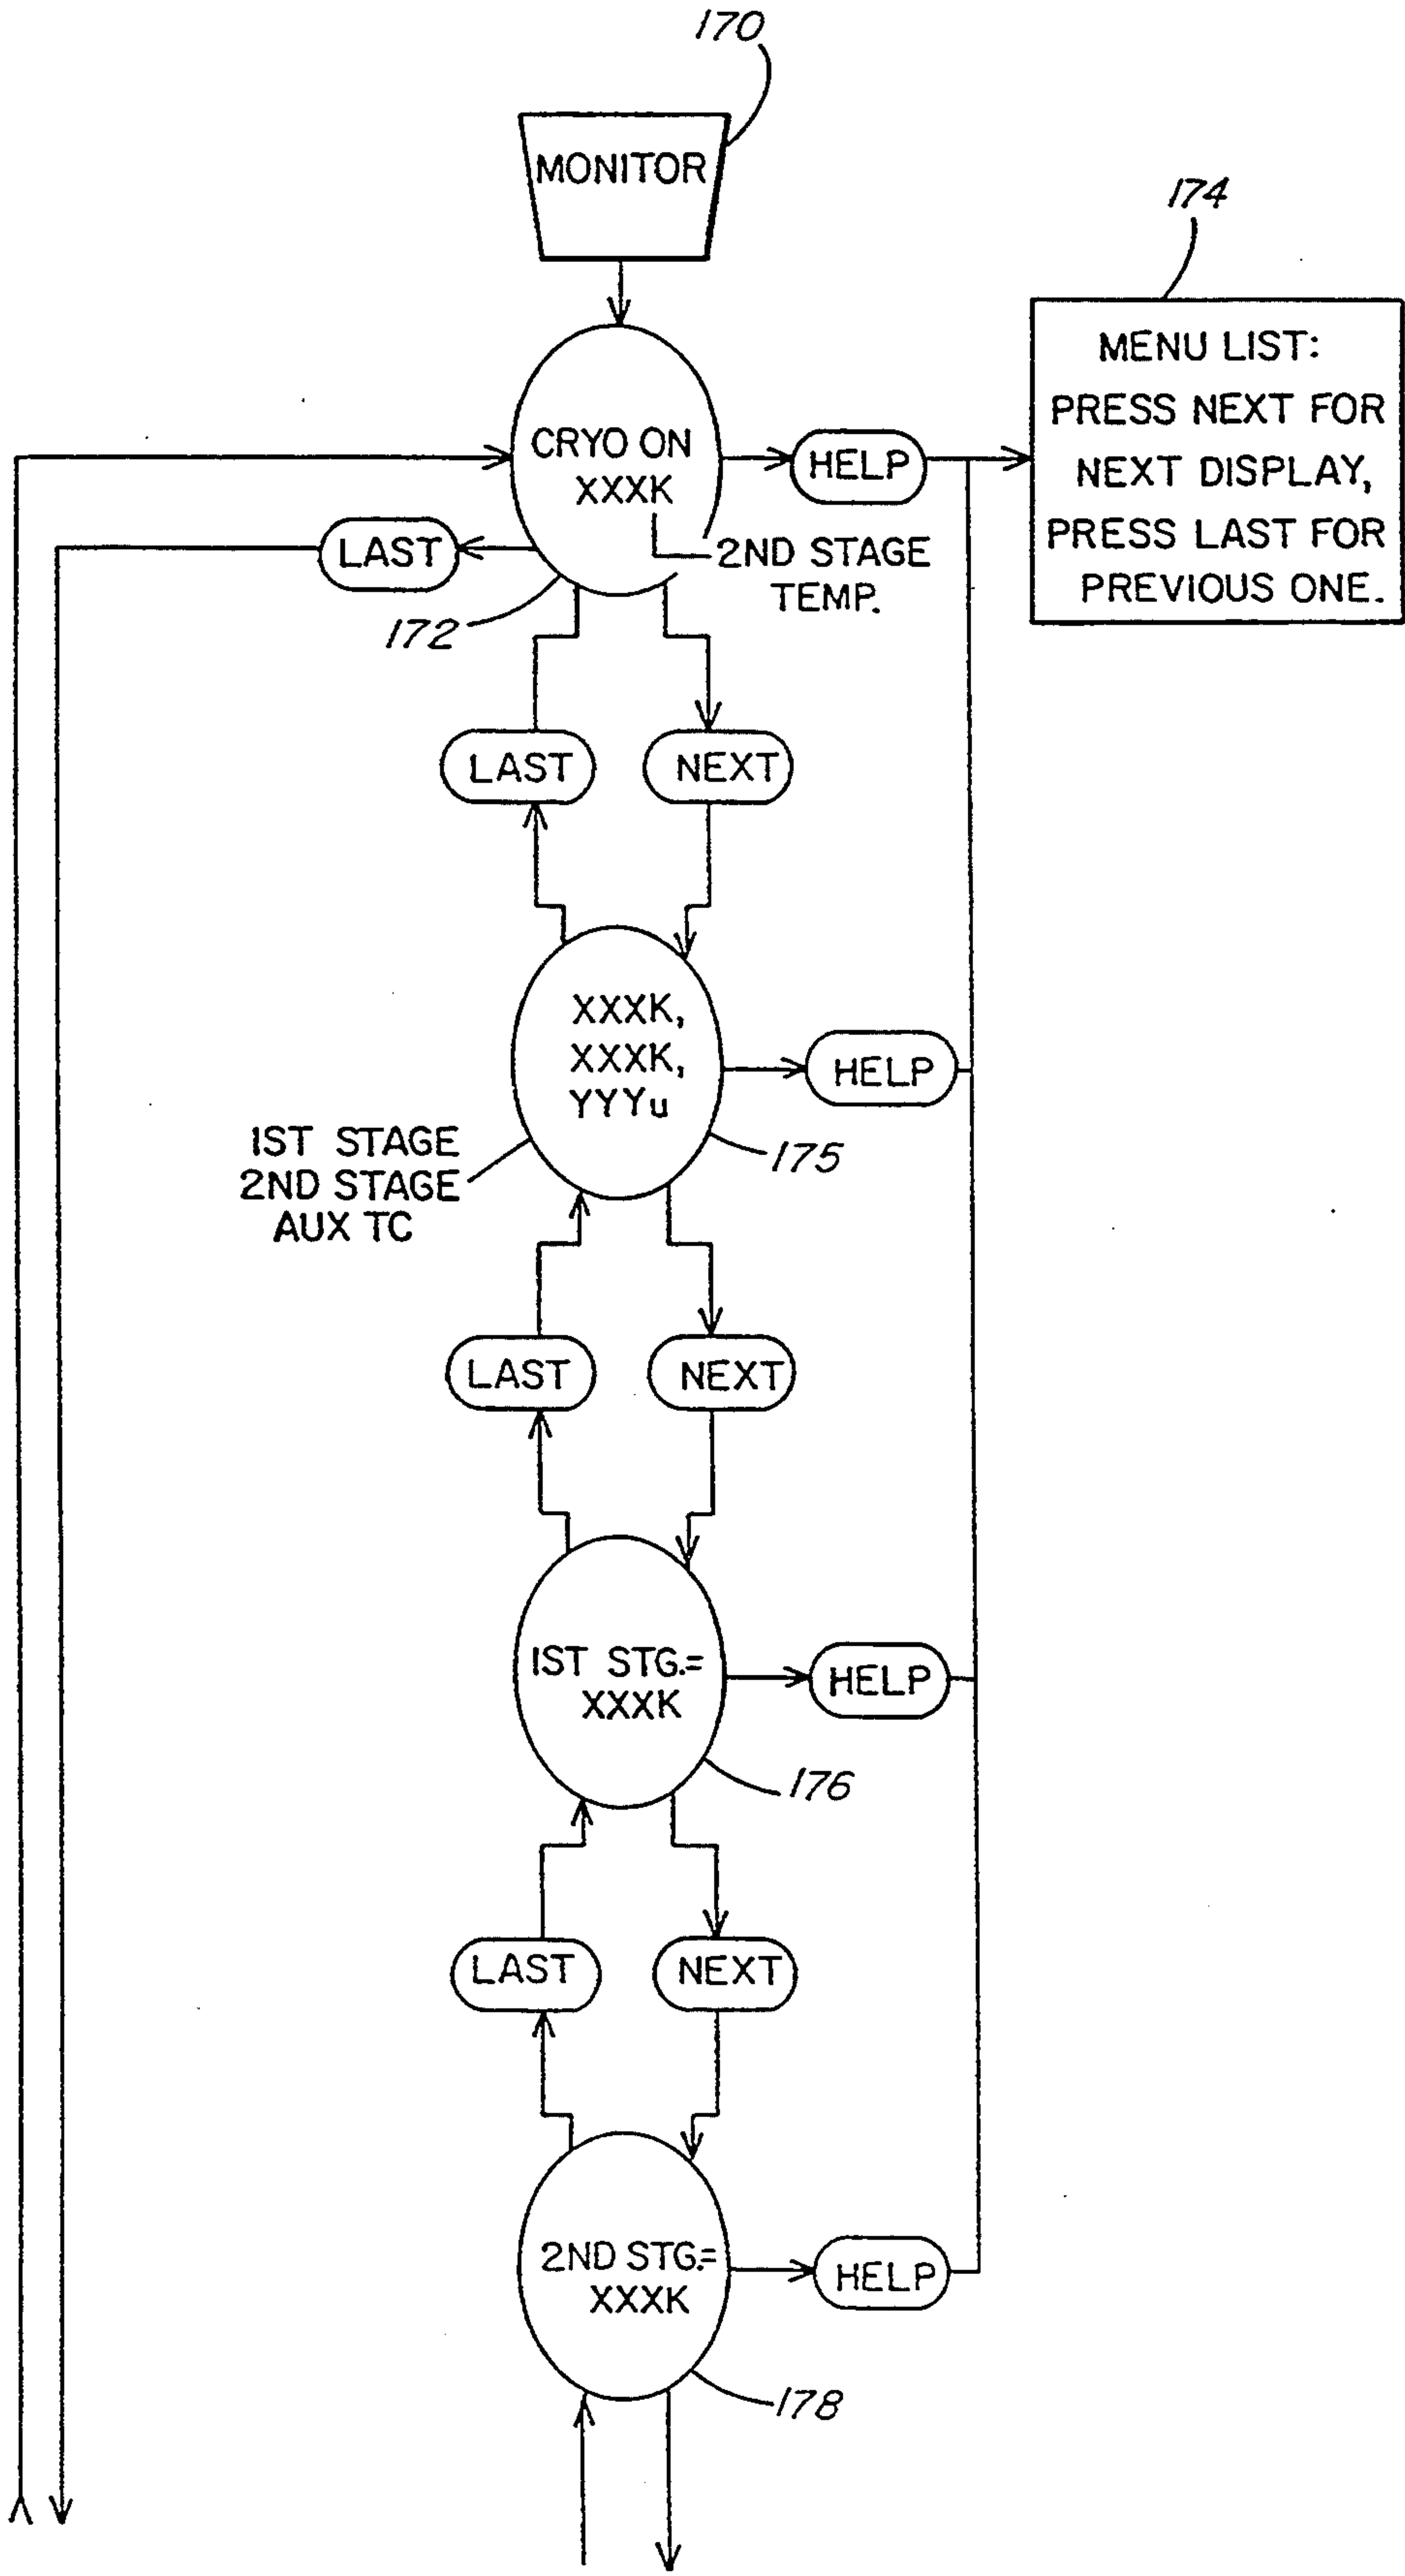 170
MONITOR
174
MENU LIST:
PRESS NEXT FOR
NEXT DISPLAY,
PRESS LAST FOR
PREVIOUS ONE.
CRYO ON
XXXK
HELP
LAST
2ND STAGE
TEMP.
172
LAST
NEXT
XXXK,
XXXK,
YYYu
HELP
1ST STAGE
2ND STAGE
AUX TC
175
LAST
NEXT
1ST STG.=
XXXK
HELP
176
LAST
NEXT
2ND STG.=
XXXK
HELP
178